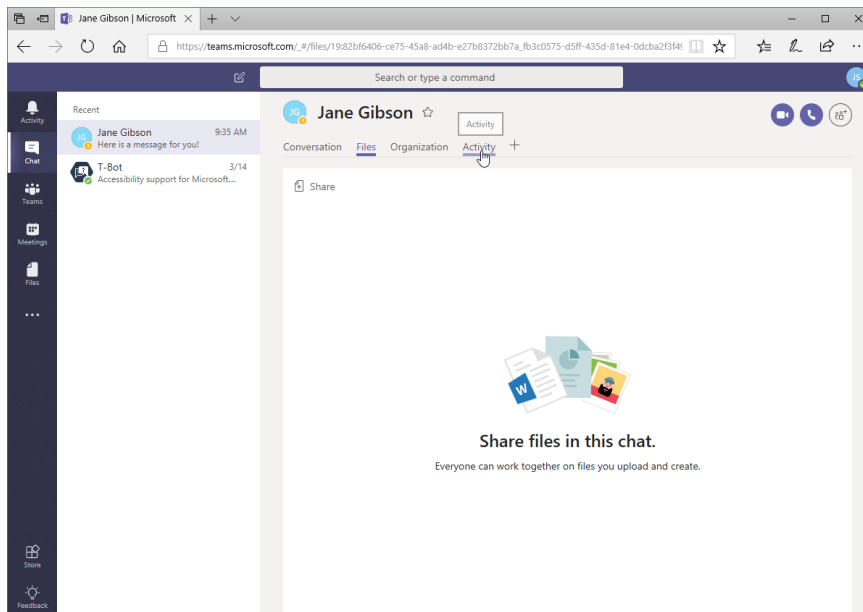 Jane Gibson | Microsoft
https://teams.microsoft.com/_#/files/19:82bf6406-ce75-45a8-ad4b-e27b8372bb7a_fb3c0575-d5ff-435d-81e4-0dcba2f3f49
Search or type a command
JS
Activity
Chat
Teams
Meetings
Files
Store
Feedback
Recent
JG
Jane Gibson 9:35 AM
Here is a message for you!
T-Bot 3/14
Accessibility support for Microsoft...
JG
Jane Gibson
Activity
Conversation Files Organization Activity
Share
W
Share files in this chat.
Everyone can work together on files you upload and create.